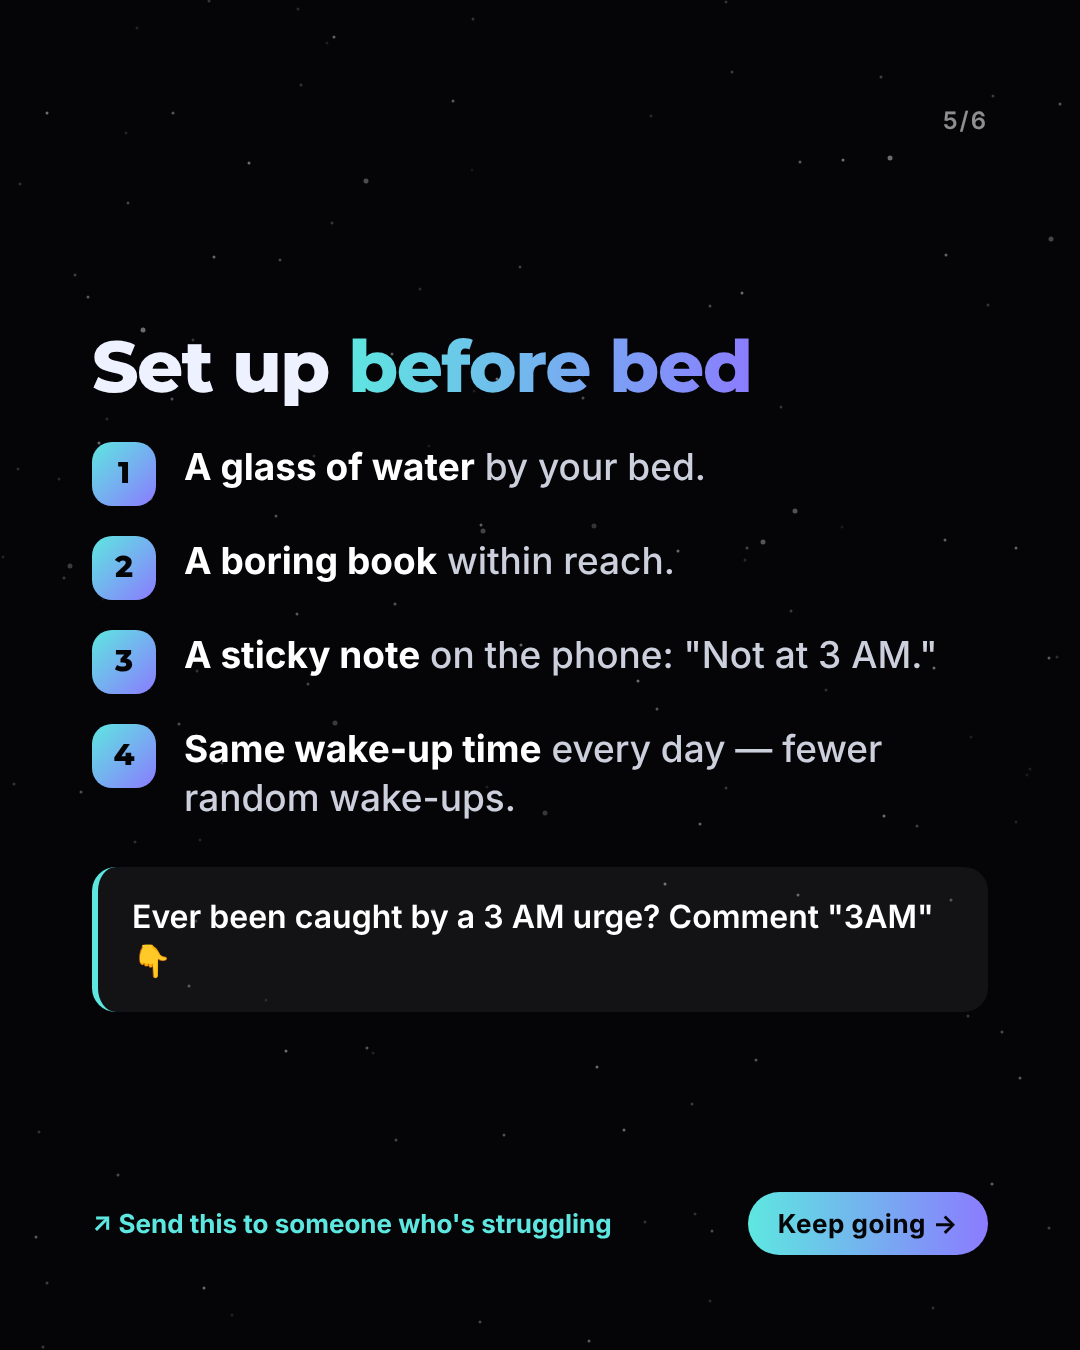 5/6
Set up before bed
1 A glass of water by your bed.
2 A boring book within reach.
3 A sticky note on the phone: "Not at 3 AM."
4 Same wake-up time every day — fewer
random wake-ups.
Ever been caught by a 3 AM urge? Comment "3AM"
👇
↗ Send this to someone who's struggling
Keep going →